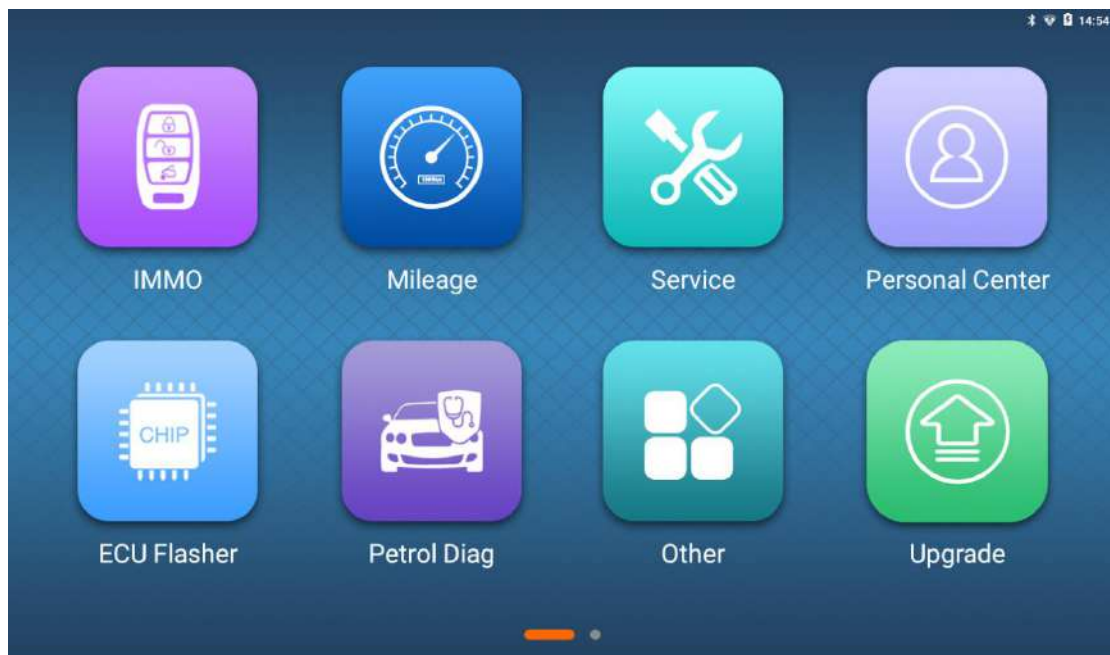 14:54
IMMO
Mileage
Service
Personal Center
CHIP
ECU Flasher
Petrol Diag
Other
Upgrade